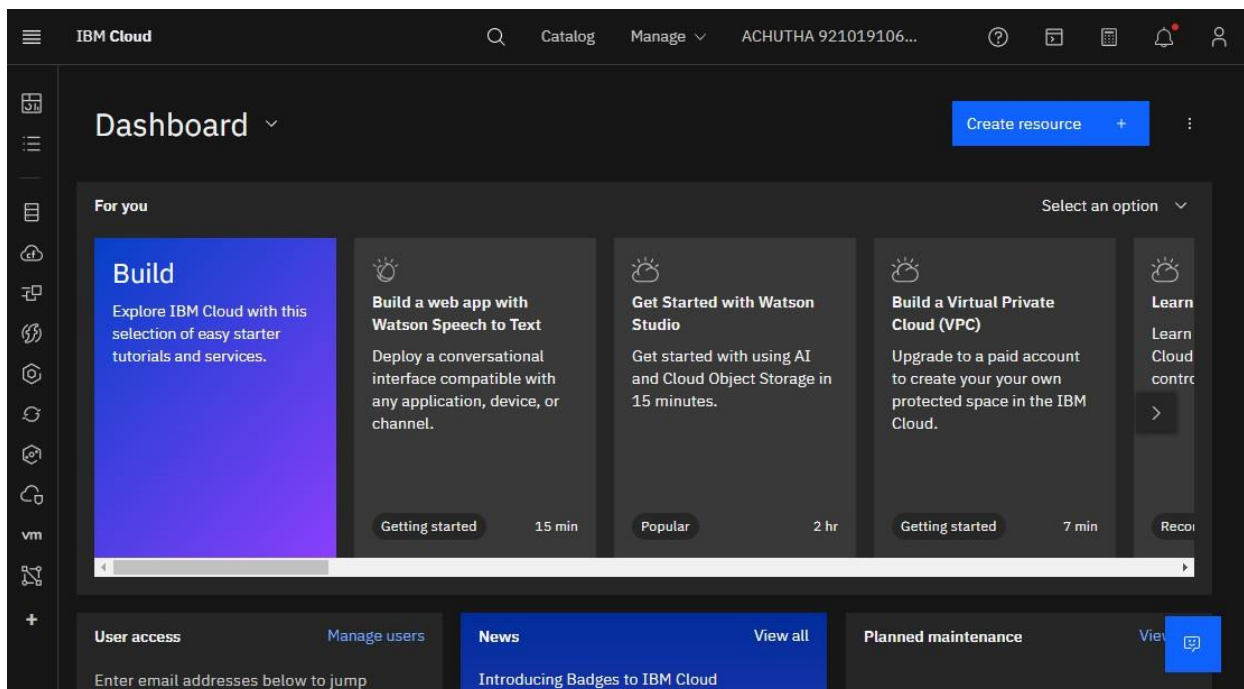 IBM Cloud
Catalog
Manage
ACHUTHA 921019106...
Dashboard
Create resource +
For you
Select an option
Build
Explore IBM Cloud with this
selection of easy starter
tutorials and services.
Build a web app with
Watson Speech to Text
Deploy a conversational
interface compatible with
any application, device, or
channel.
Getting started
15 min
Get Started with Watson
Studio
Get started with using AI
and Cloud Object Storage in
15 minutes.
Popular
2 hr
Build a Virtual Private
Cloud (VPC)
Upgrade to a paid account
to create your your own
protected space in the IBM
Cloud.
Getting started
7 min
Learn
Learn
Cloud
contro
Recor
vm
User access
Manage users
Enter email addresses below to jump
News
View all
Introducing Badges to IBM Cloud
Planned maintenance